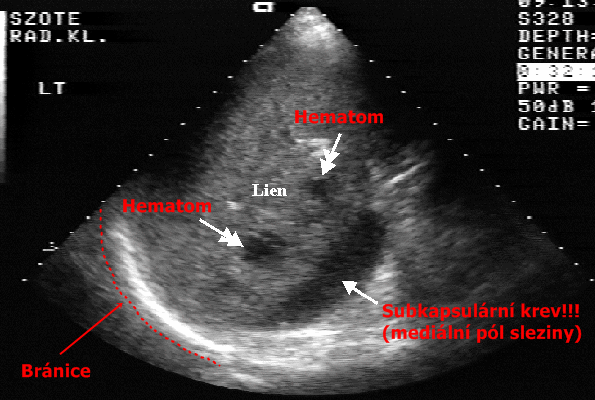 SZOTE
RAD.KL.
LT
S328
DEPTH=
GENERA
PWR =
50dB 1
GAIN=
Hematom
Lien
Hematom
Subkapsulární krev!!!
(mediální pól sleziny)
Bránice